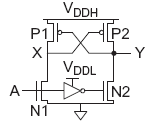 VDDH
P1 P2
X Y
VDDL
A
N1 N2